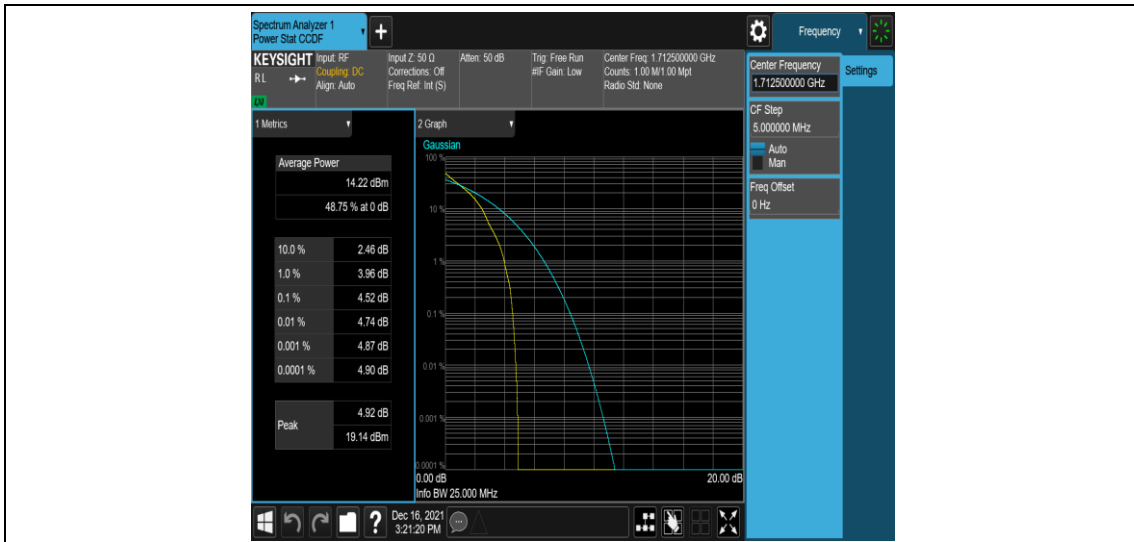 Spectrum Analyzer 1
Power Stat CCDF
+
Frequency
KEYSIGHT
RL
LXI
Input: RF
Coupling: DC
Align: Auto
Input Z: 50 Ω
Corrections: Off
Freq Ref: Int (S)
Atten: 50 dB
Trig: Free Run
#IF Gain: Low
Center Freq: 1.712500000 GHz
Counts: 1.00 M/1.00 Mpt
Radio Std: None
Center Frequency
1.712500000 GHz
Settings
CF Step
5.000000 MHz
Auto
Man
Freq Offset
0 Hz
1 Metrics
Average Power
14.22 dBm
48.75 % at 0 dB
10.0 % 2.46 dB
1.0 % 3.96 dB
0.1 % 4.52 dB
0.01 % 4.74 dB
0.001 % 4.87 dB
0.0001 % 4.90 dB
Peak
4.92 dB
19.14 dBm
2 Graph
Gaussian
100 %
10 %
1 %
0.1 %
0.01 %
0.001 %
0.0001 %
0.00 dB 20.00 dB
Info BW 25.000 MHz
?
Dec 16, 2021
3:21:20 PM